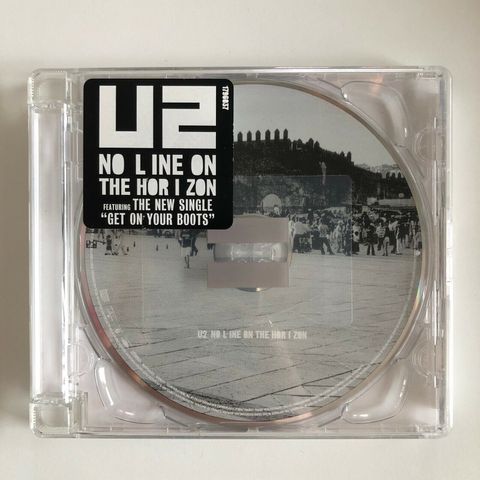 U2
1796037
NO L INE ON
THE HOR I ZON
FEATURING THE NEW SINGLE
"GET ON YOUR BOOTS"
U2 NO L INE ON THE HOR I ZON